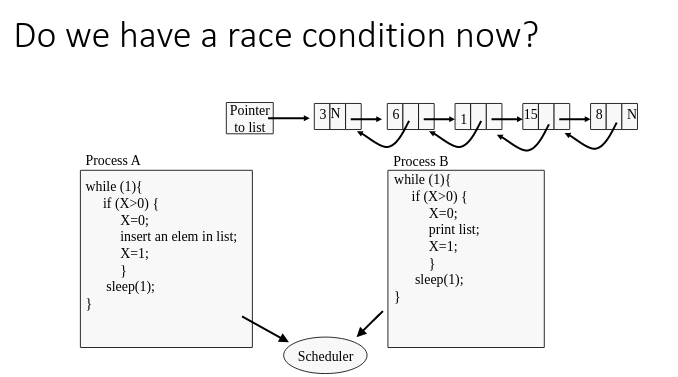 Do we have a race condition now?
Pointer
to list
3 N 6 1 15 8 N
Process A
while (1){
if (X>0) {
X=0;
insert an elem in list;
X=1;
}
sleep(1);
}
Process B
while (1){
if (X>0) {
X=0;
print list;
X=1;
}
sleep(1);
}
Scheduler